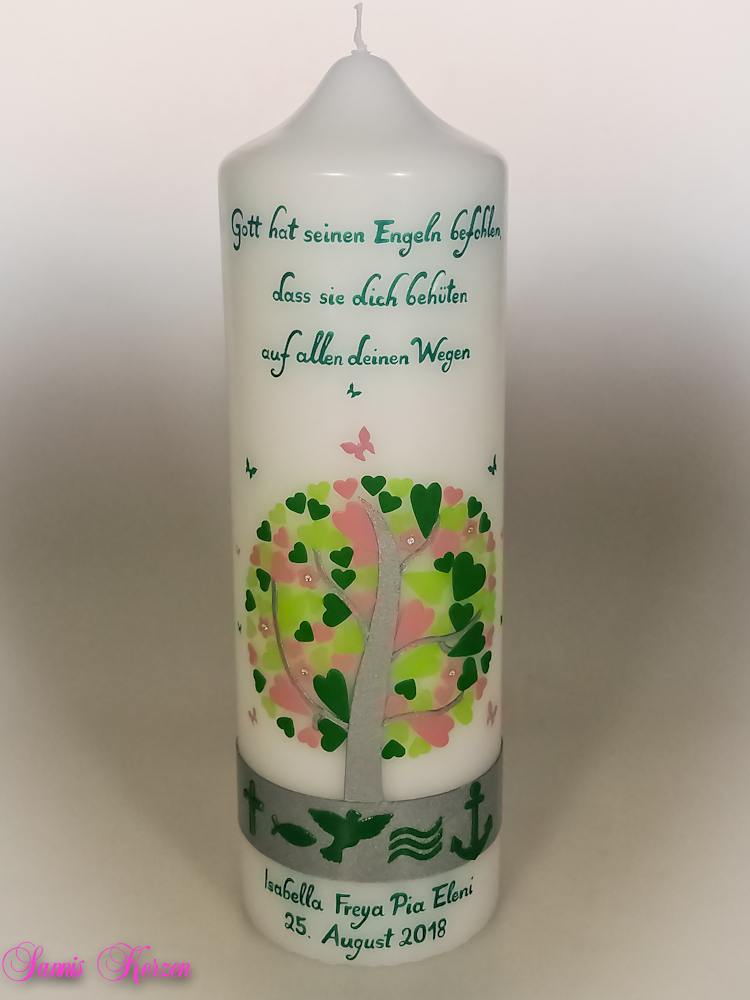 Gott hat seinen Engeln befohlen,
dass sie dich behüten
auf allen deinen Wegen
Isabella Freya Pia Eleni
25. August 2018
Sannis Kerzen